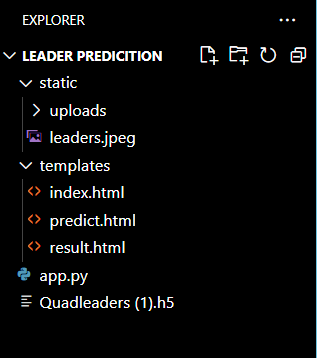 EXPLORER
LEADER PREDICITION
static
uploads
leaders.jpeg
templates
index.html
predict.html
result.html
app.py
Quadleaders (1).h5